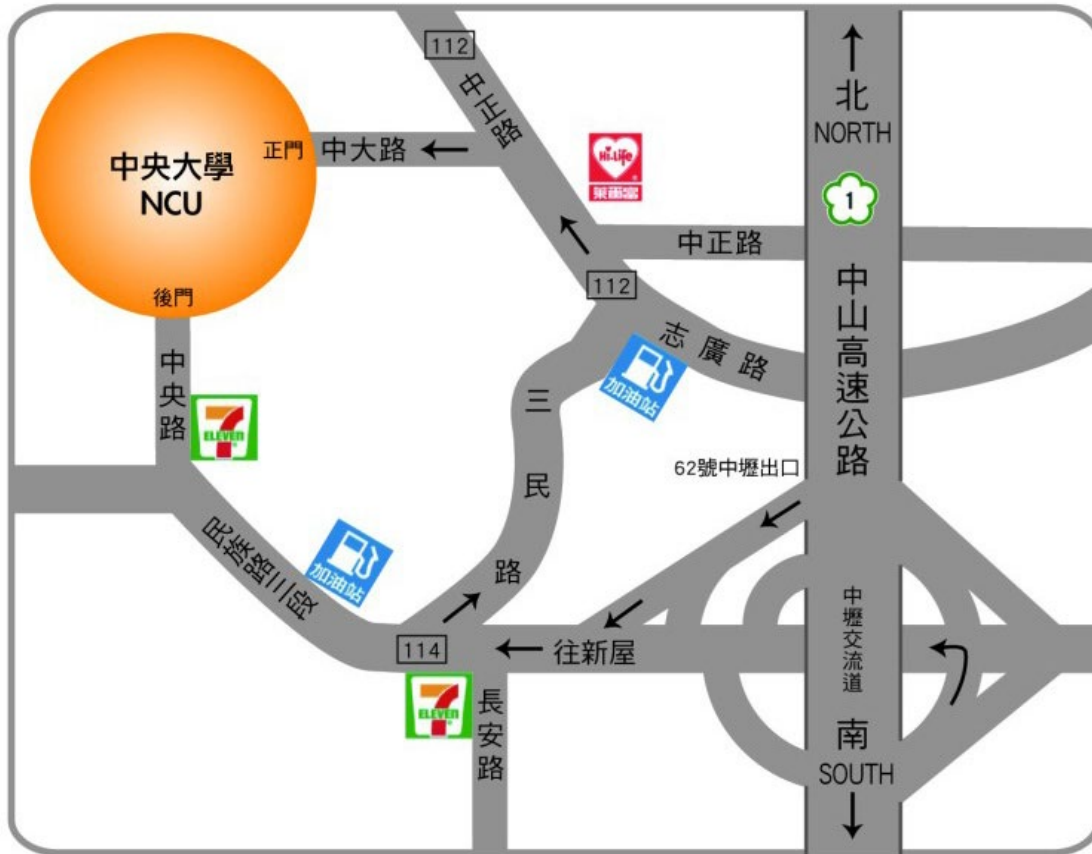 112
中正路
北
NORTH
正門
中大路
Hi-Life
萊爾富
中央大學
NCU
1
中正路
112
後門
中山高速公路
志廣路
加油站
中央路
三民路
7
ELEVEN
62號中壢出口
民族路三段
加油站
中壢交流道
114
往新屋
7
ELEVEN
長安路
南
SOUTH